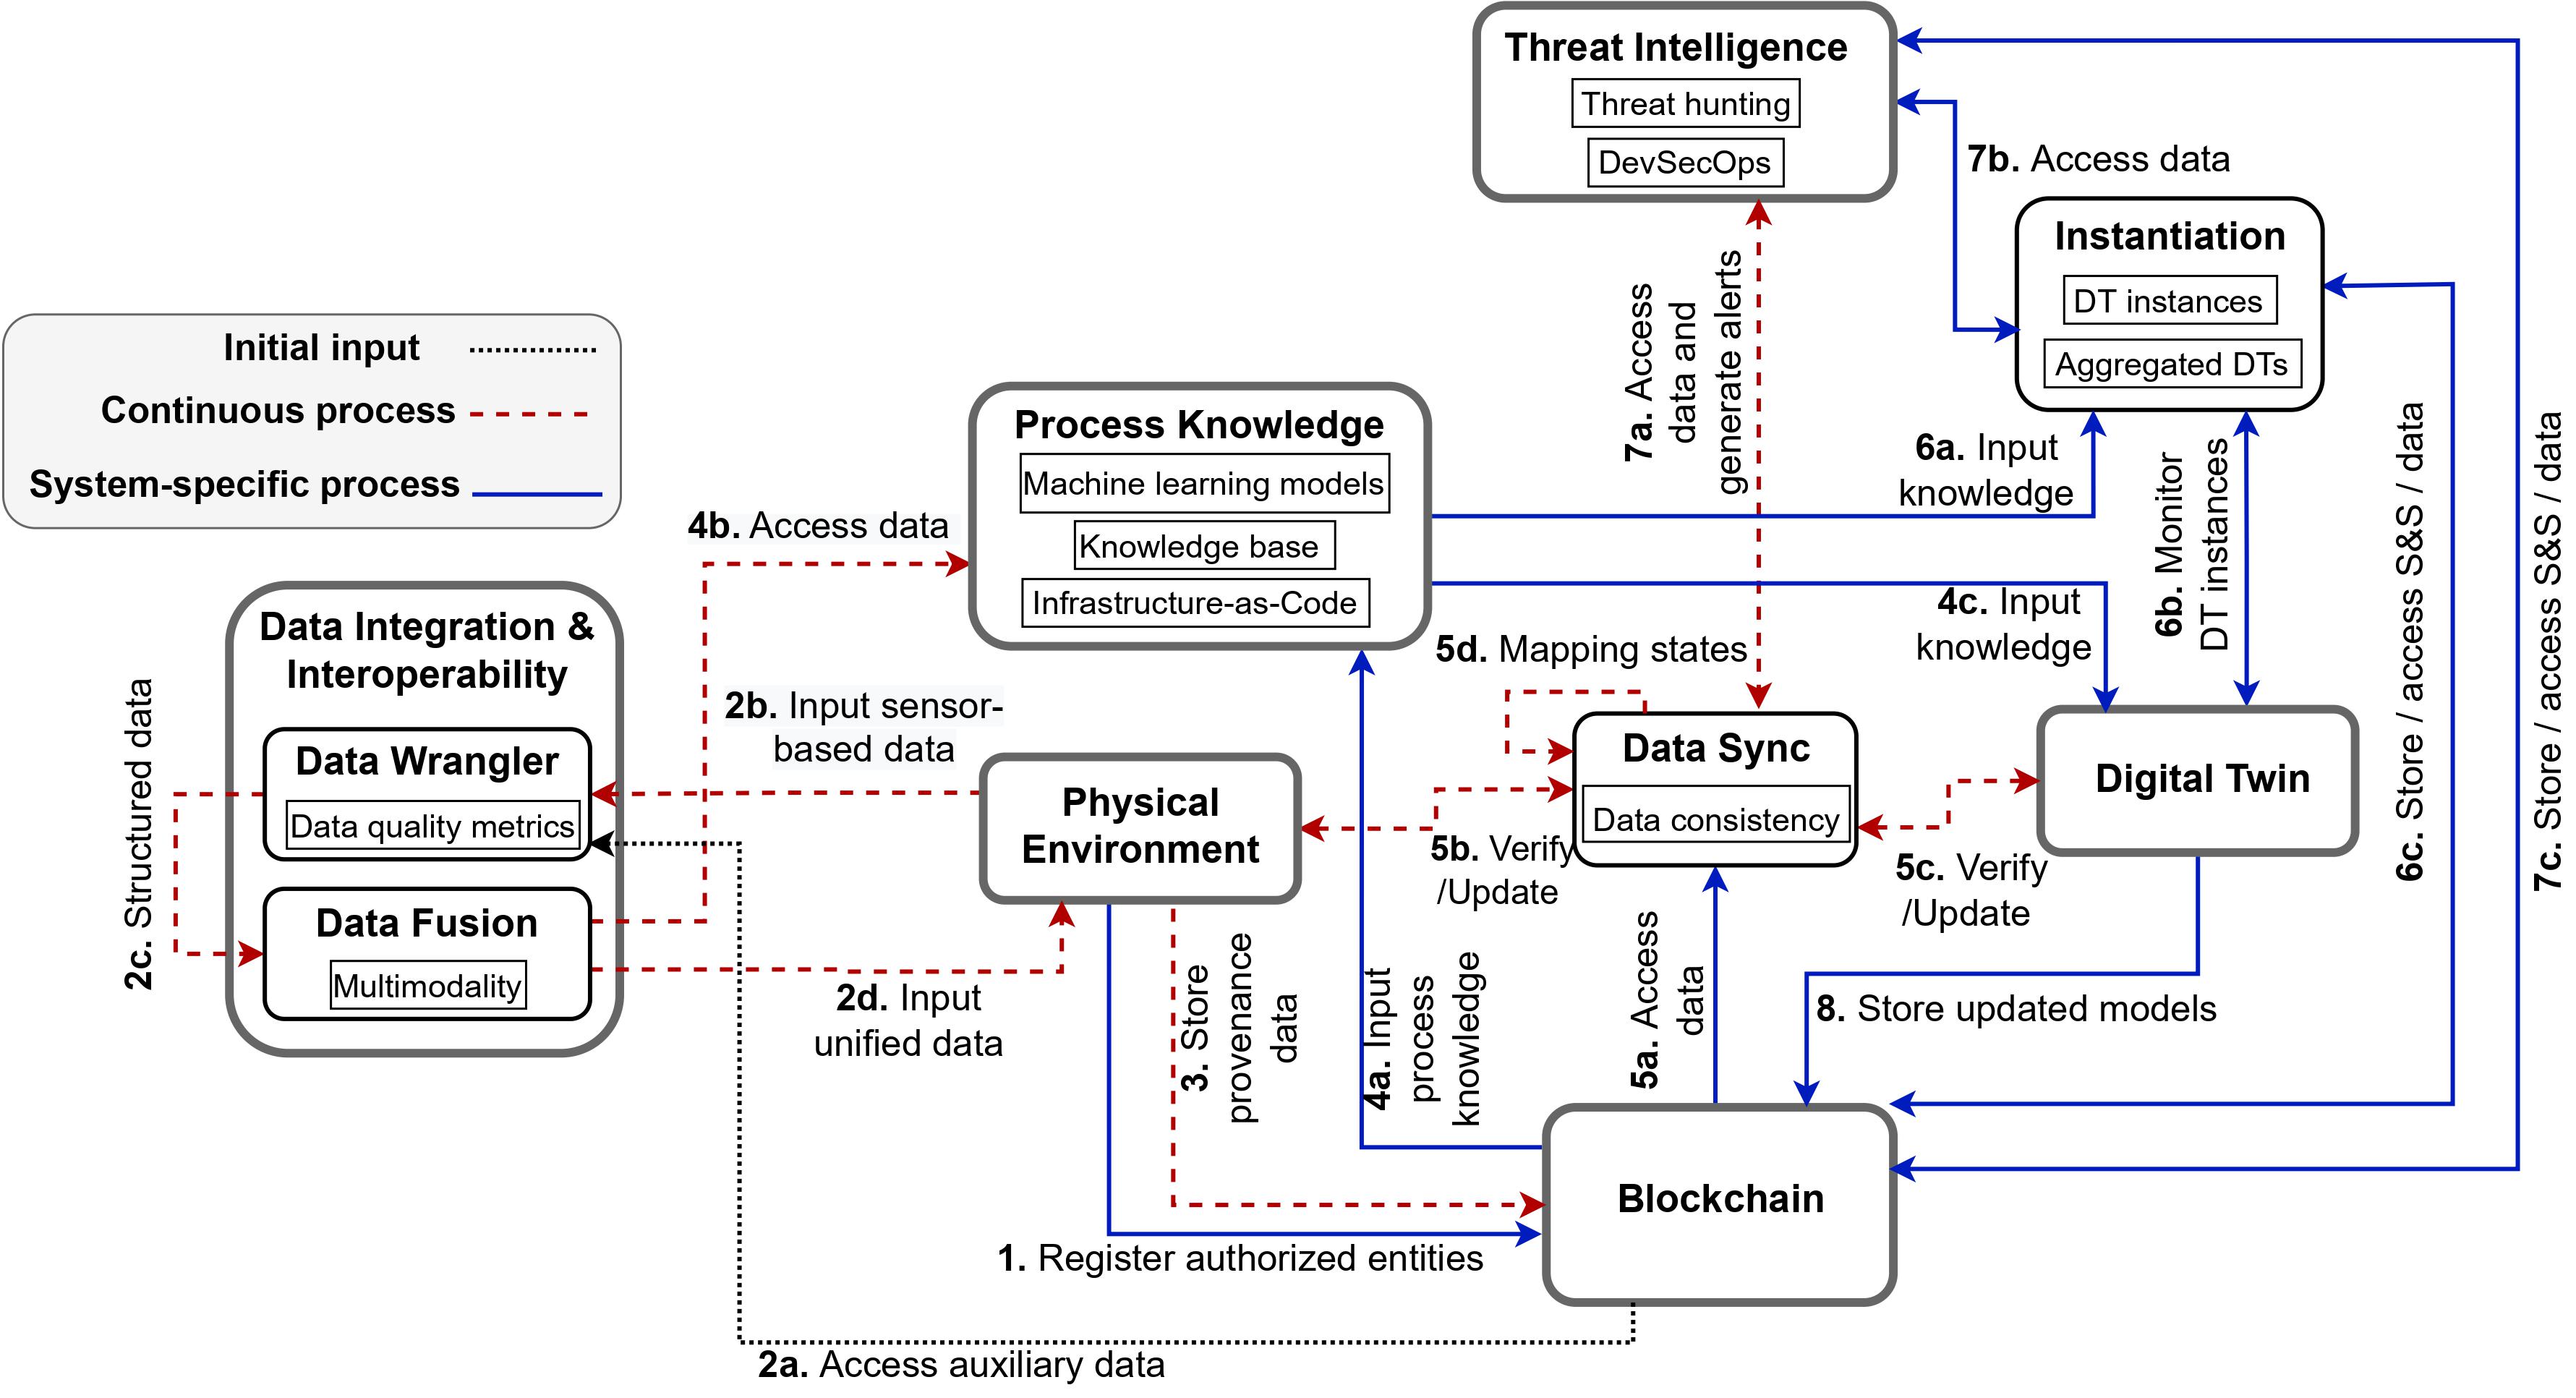 Threat Intelligence
Threat hunting
DevSecOps
7b. Access data
Instantiation
DT instances
Aggregated DTs
Initial input
Continuous process
System-specific process
7a. Access
data and
generate alerts
Process Knowledge
Machine learning models
Knowledge base
Infrastructure-as-Code
6a. Input
knowledge
6b. Monitor
DT instances
6c. Store / access S&S / data
7c. Store / access S&S / data
4b. Access data
4c. Input
knowledge
Data Integration &
Interoperability
Data Wrangler
Data quality metrics
Data Fusion
Multimodality
2c. Structured data
2b. Input sensor-
based data
5d. Mapping states
Physical
Environment
Data Sync
Data consistency
Digital Twin
5b. Verify
/Update
5c. Verify
/Update
2d. Input
unified data
3. Store
provenance
data
4a. Input
process
knowledge
5a. Access
data
8. Store updated models
Blockchain
1. Register authorized entities
2a. Access auxiliary data